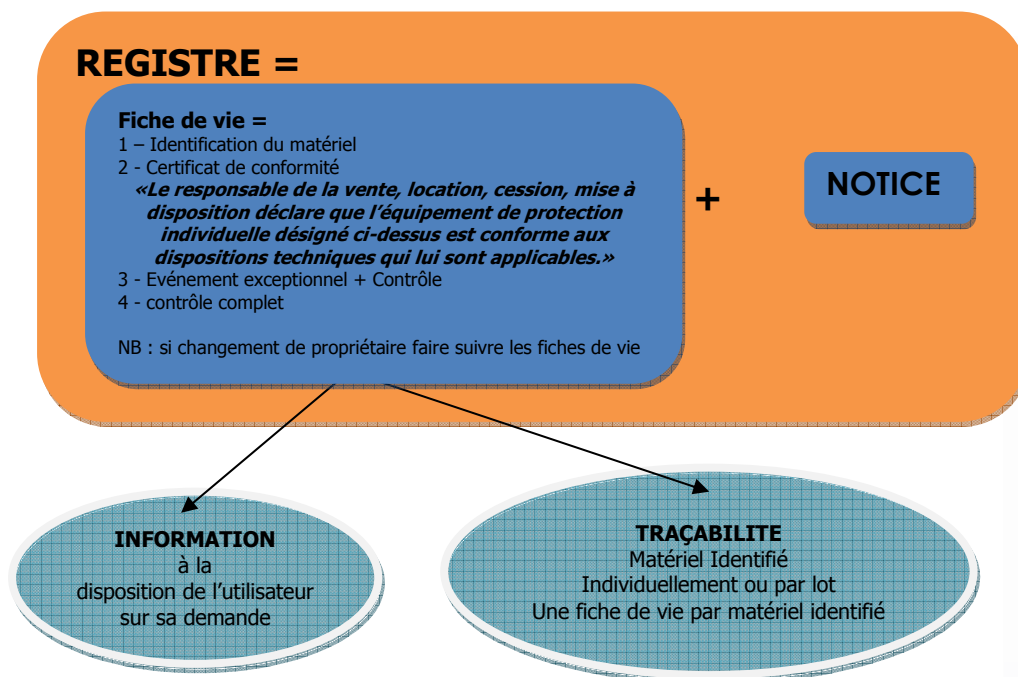 REGISTRE =
Fiche de vie =
1 – Identification du matériel
2 - Certificat de conformité
«Le responsable de la vente, location, cession, mise à
disposition déclare que l'équipement de protection
individuelle désigné ci-dessus est conforme aux
dispositions techniques qui lui sont applicables.»
3 - Evénement exceptionnel + Contrôle
4 - contrôle complet
NB : si changement de propriétaire faire suivre les fiches de vie
+
NOTICE
INFORMATION
à la
disposition de l'utilisateur
sur sa demande
TRAÇABILITE
Matériel Identifié
Individuellement ou par lot
Une fiche de vie par matériel identifié